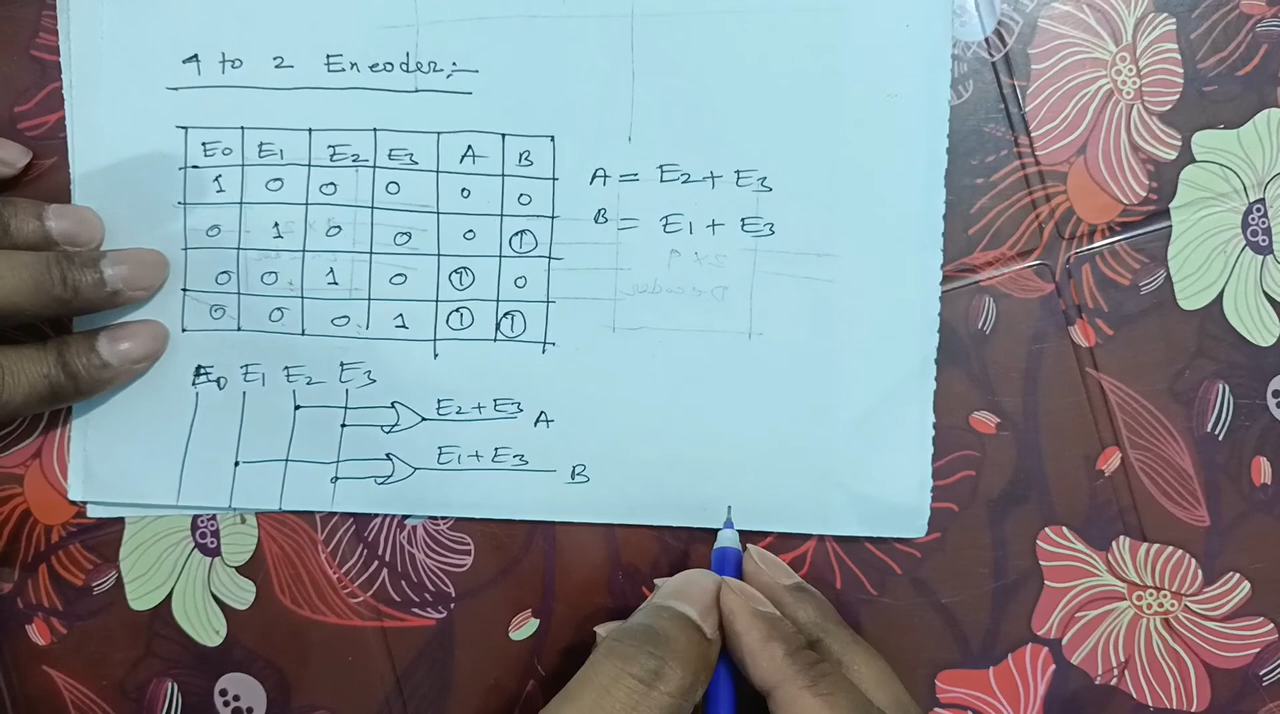 4 to 2 Encoder:-
E0 E1 E2 E3 A B
1 0 0 0 0 0
0 1 0 0 0 1
0 0 1 0 1 0
0 0 0 1 1 1
A = E2 + E3
B = E1 + E3
2x4
Decoder
E0 E1 E2 E3
E2 + E3 A
E1 + E3 B